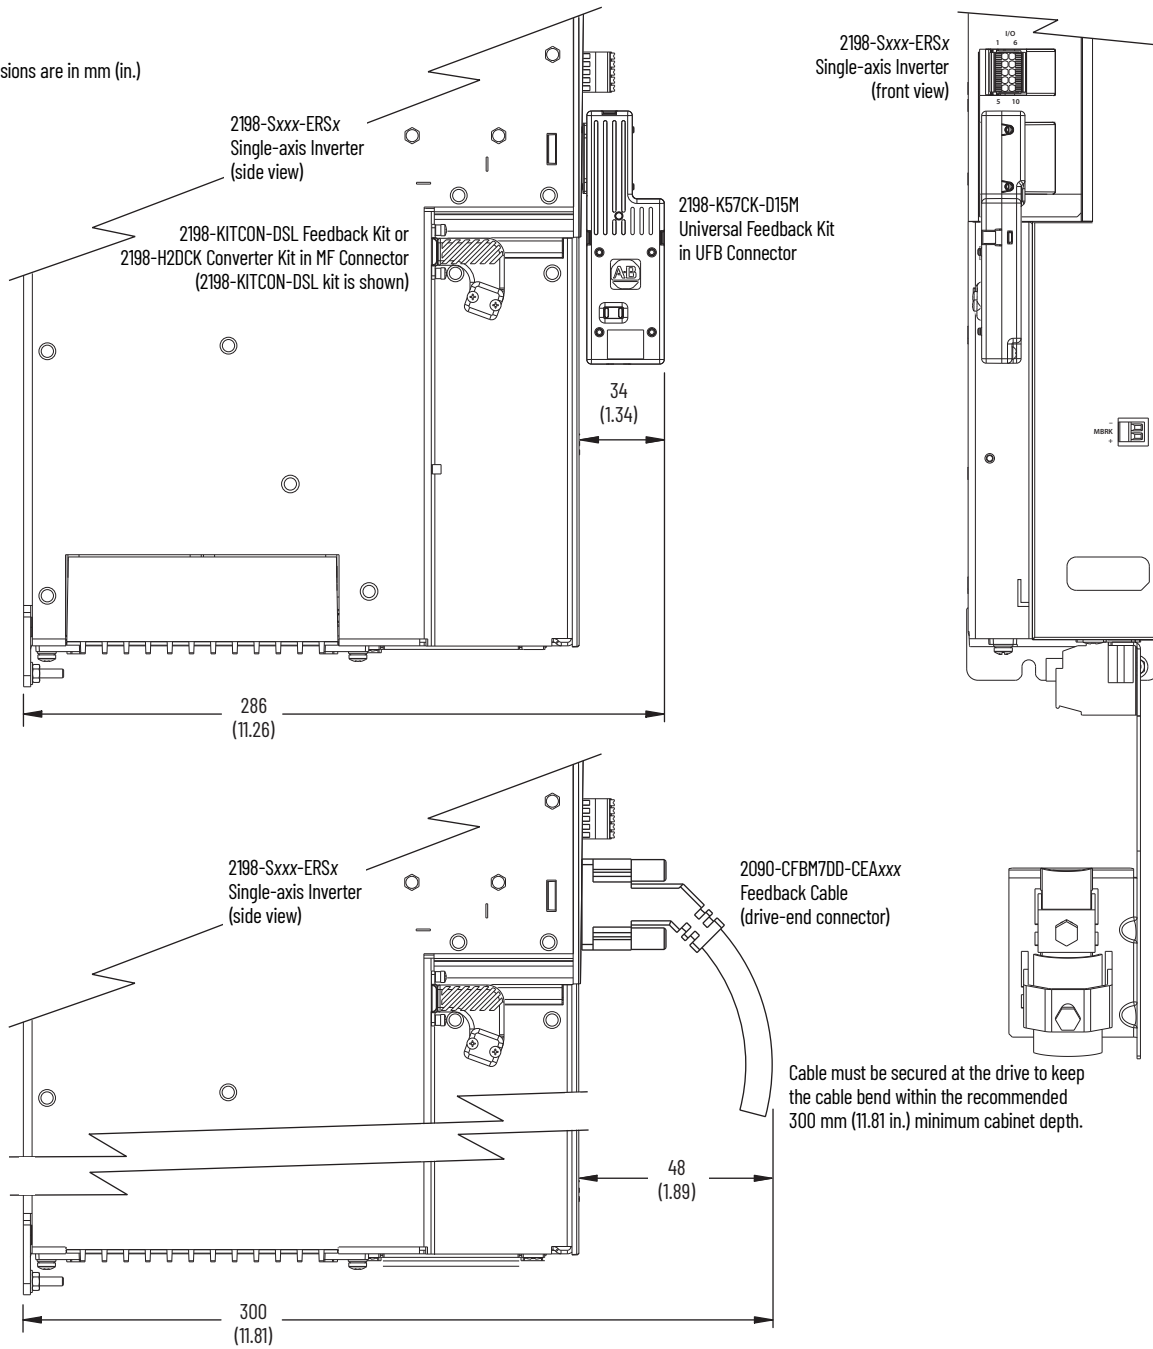 sions are in mm (in.)
2198-Sxxx-ERSx
Single-axis Inverter
(side view)
2198-KITCON-DSL Feedback Kit or
2198-H2DCK Converter Kit in MF Connector
(2198-KITCON-DSL kit is shown)
2198-K57CK-D15M
Universal Feedback Kit
in UFB Connector
A-B
34
(1.34)
286
(11.26)
2198-Sxxx-ERSx
Single-axis Inverter
(front view)
I/O
1 6
5 10
MBRK
-
+
2198-Sxxx-ERSx
Single-axis Inverter
(side view)
2090-CFBM7DD-CEAxxx
Feedback Cable
(drive-end connector)
Cable must be secured at the drive to keep
the cable bend within the recommended
300 mm (11.81 in.) minimum cabinet depth.
48
(1.89)
300
(11.81)